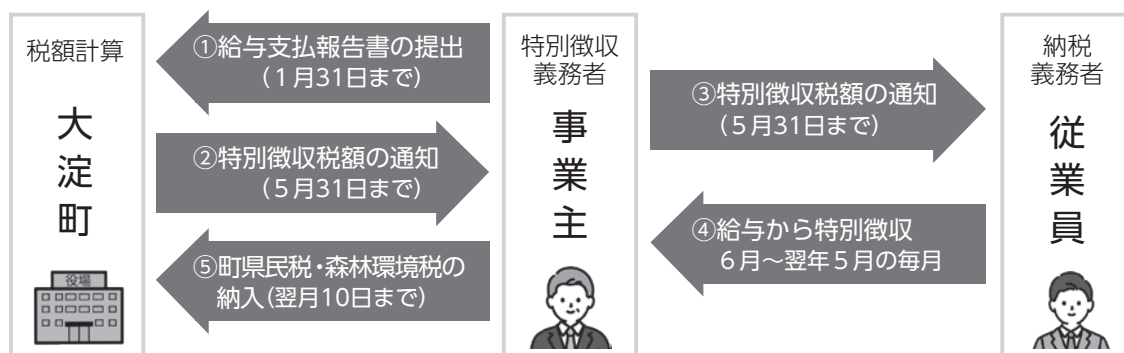 税額計算
大淀町
役場
①給与支払報告書の提出
（１月31日まで）
②特別徴収税額の通知
（５月31日まで）
⑤町県民税・森林環境税の
納入（翌月10日まで）
特別徴収
義務者
事業主
③特別徴収税額の通知
（５月31日まで）
④給与から特別徴収
６月～翌年５月の毎月
納税
義務者
従業員